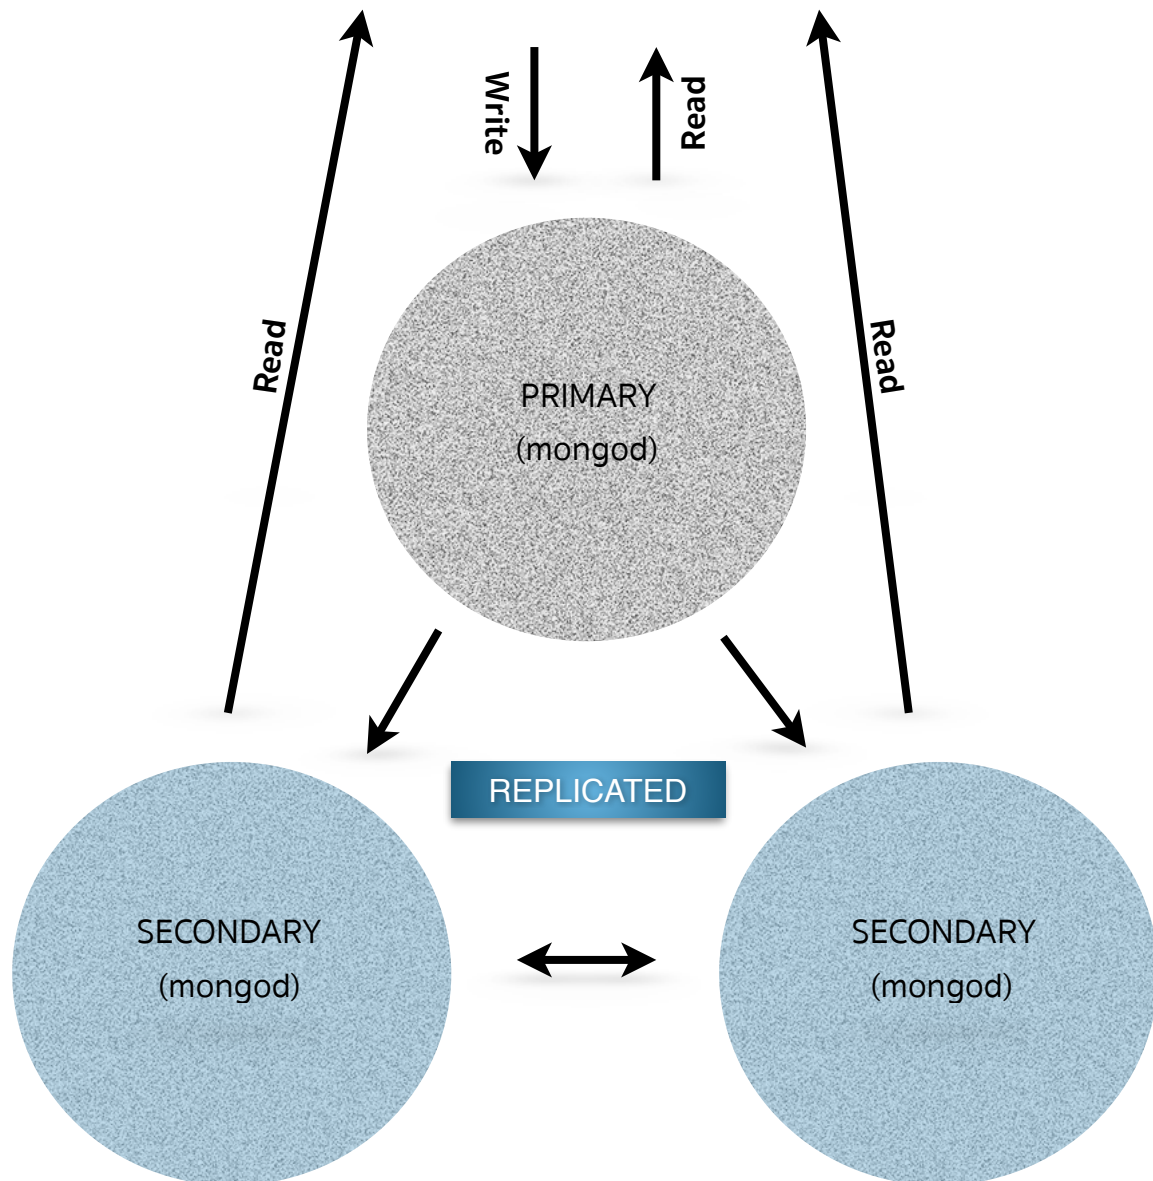 Write
Read
Read
Read
PRIMARY
(mongod)
REPLICATED
SECONDARY
(mongod)
SECONDARY
(mongod)